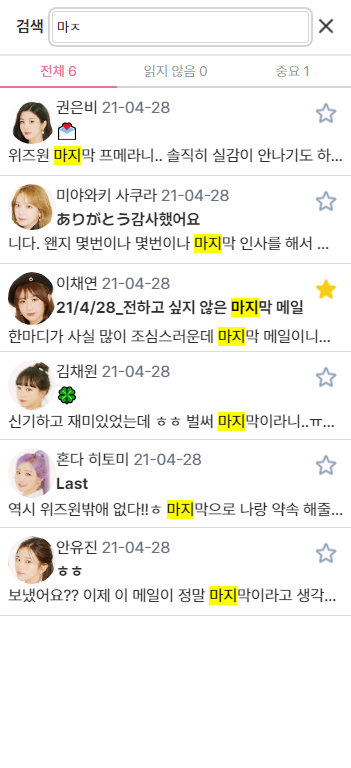 검색 마ㅈ
전체 6 읽지 않음 0 중요 1
권은비 21-04-28
💌
위즈원 마지막 프메라니.. 솔직히 실감이 안나기도 하...
미야와키 사쿠라 21-04-28
ありがとう감사했어요
니다. 왠지 몇번이나 몇번이나 마지막 인사를 해서 ...
이채연 21-04-28
21/4/28_전하고 싶지 않은 마지막 메일
한마디가 사실 많이 조심스러운데 마지막 메일이니...
김채원 21-04-28
🍀
신기하고 재미있었는데 ㅎㅎ 벌써 마지막이라니..ㅠ...
혼다 히토미 21-04-28
Last
역시 위즈원밖애 없다!!ㅎ 마지막으로 나랑 약속 해줄...
안유진 21-04-28
ㅎㅎ
보냈어요?? 이제 이 메일이 정말 마지막이라고 생각...